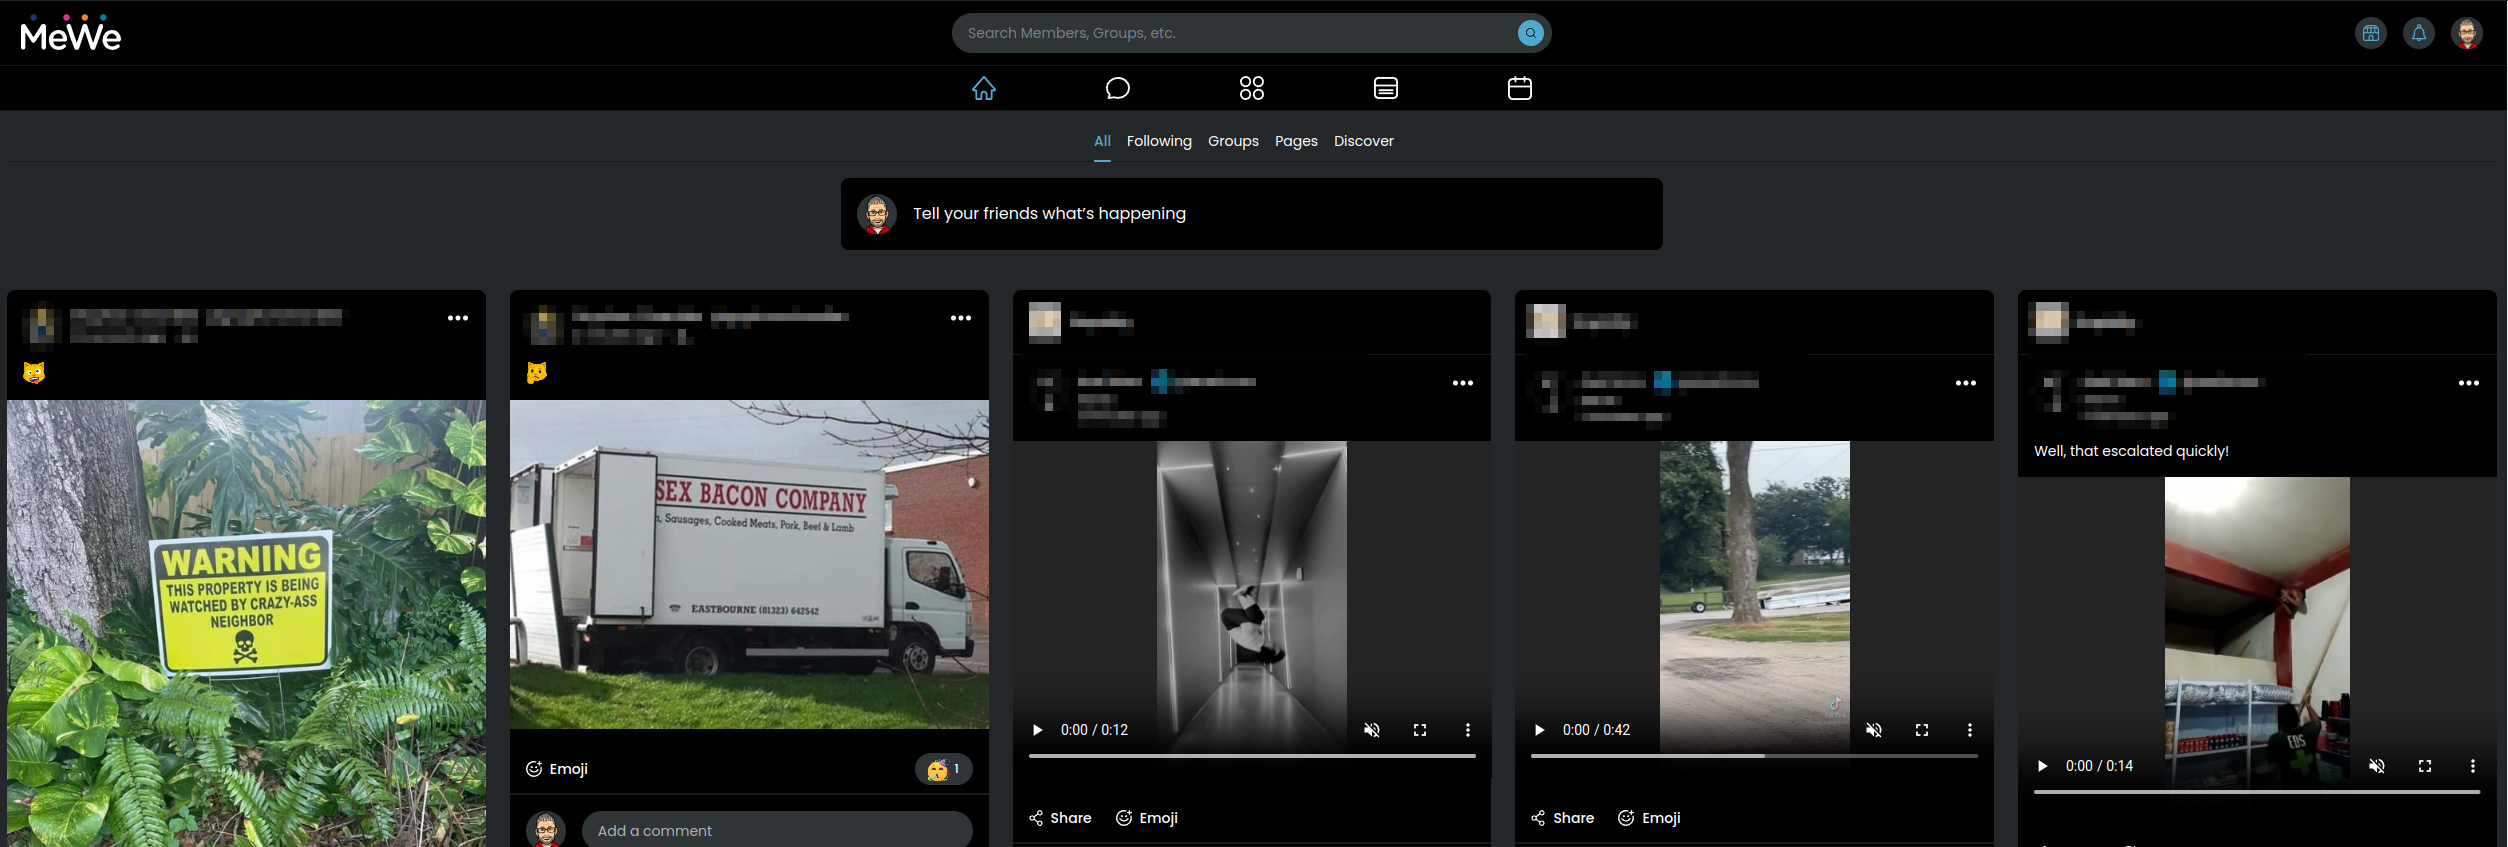 MeWe
Search Members, Groups, etc.
All Following Groups Pages Discover
Tell your friends what's happening
WARNING
THIS PROPERTY IS BEING
WATCHED BY CRAZY-ASS
NEIGHBOR
SEX BACON COMPANY
, Sausages, Cooked Meats, Pork, Beef & Lamb
EASTBOURNE (01323) 642542
Emoji
1
Add a comment
0:00 / 0:12
Share Emoji
0:00 / 0:42
Share Emoji
Well, that escalated quickly!
EBS
0:00 / 0:14